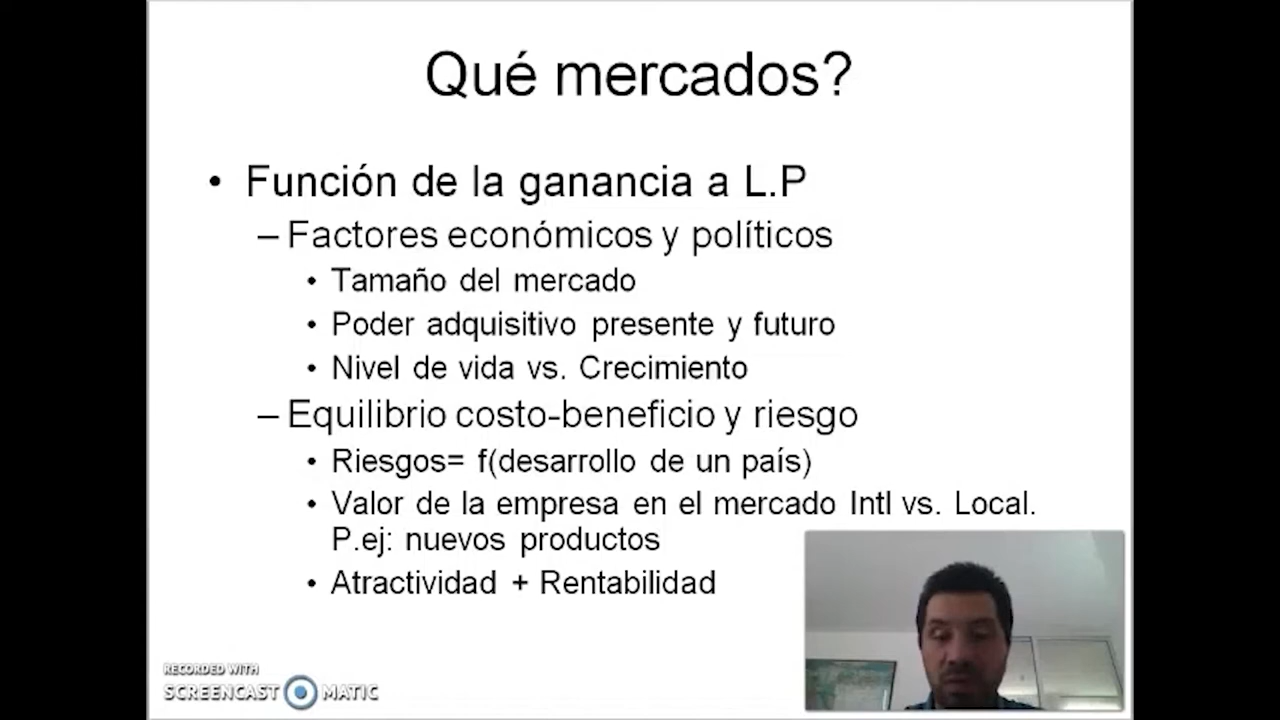 Qué mercados?
• Función de la ganancia a L.P
– Factores económicos y políticos
• Tamaño del mercado
• Poder adquisitivo presente y futuro
• Nivel de vida vs. Crecimiento
– Equilibrio costo-beneficio y riesgo
• Riesgos= f(desarrollo de un país)
• Valor de la empresa en el mercado Intl vs. Local.
P.ej: nuevos productos
• Atractividad + Rentabilidad
RECORDED WITH
SCREENCAST MATIC